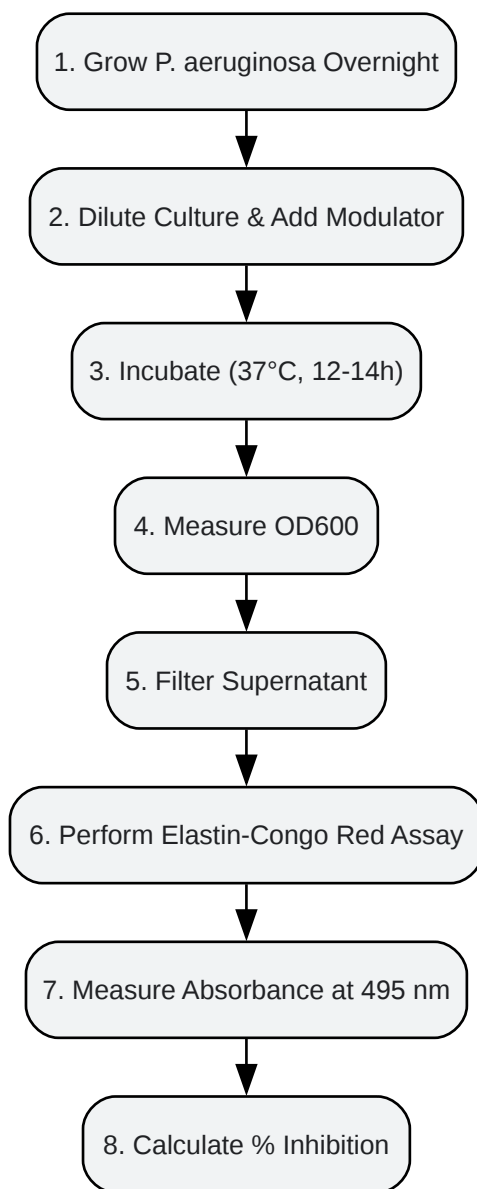 1. Grow P. aeruginosa Overnight
2. Dilute Culture & Add Modulator
3. Incubate (37°C, 12-14h)
4. Measure OD600
5. Filter Supernatant
6. Perform Elastin-Congo Red Assay
7. Measure Absorbance at 495 nm
8. Calculate % Inhibition